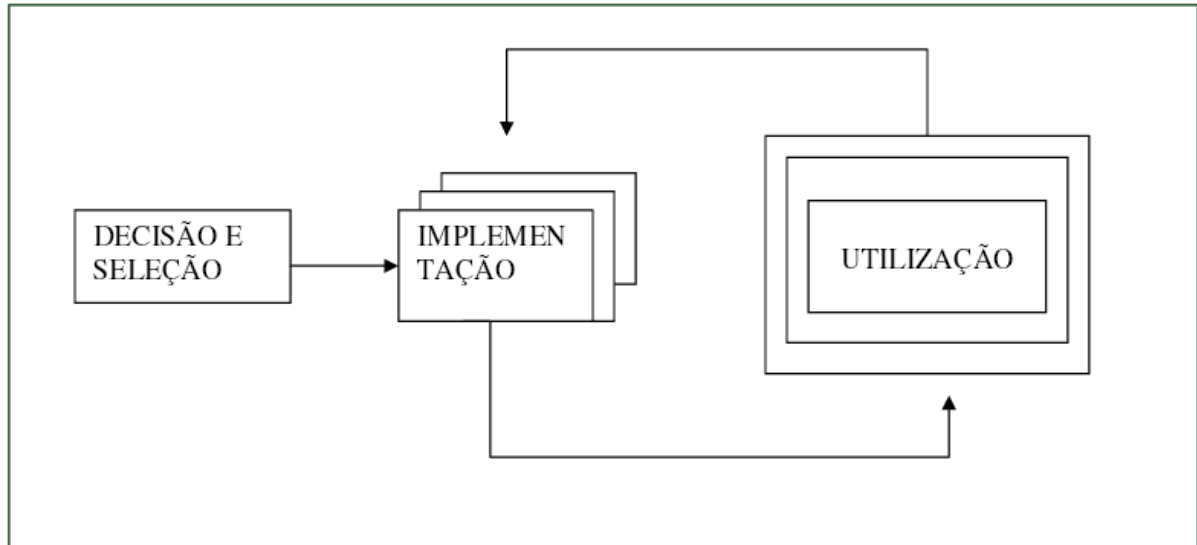 DECISÃO E
SELEÇÃO
IMPLEMEN
TAÇÃO
UTILIZAÇÃO